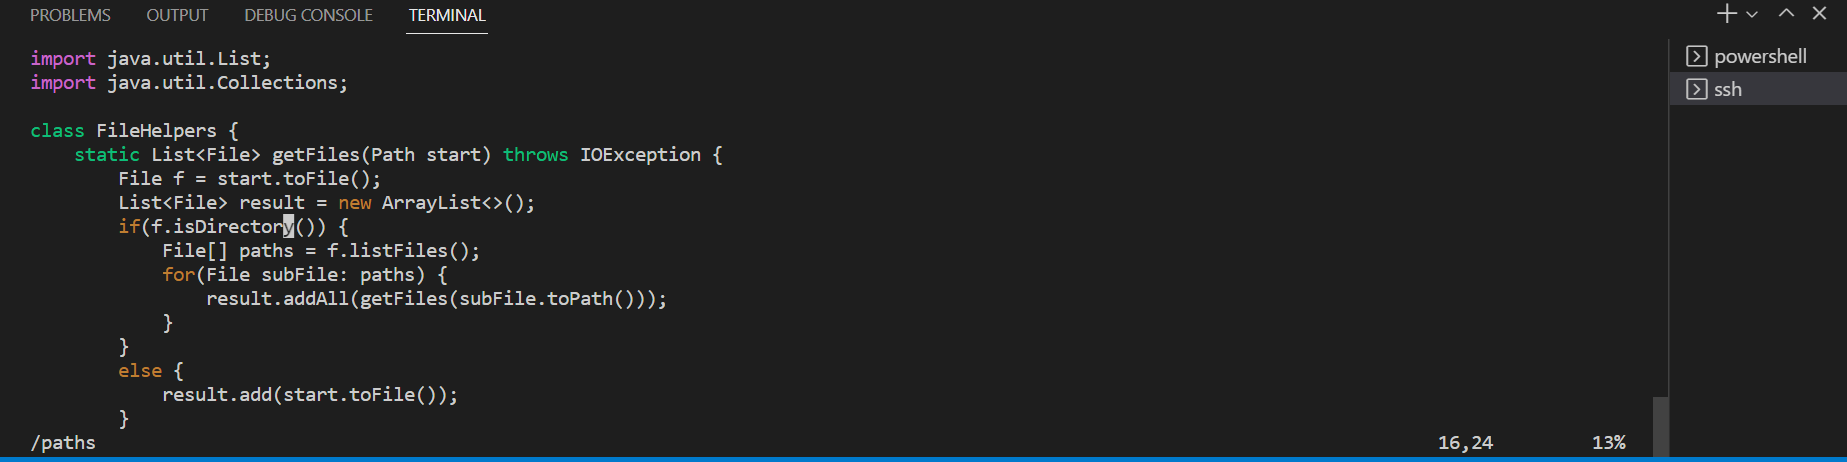 PROBLEMS OUTPUT DEBUG CONSOLE TERMINAL
powershell
ssh
import java.util.List;
import java.util.Collections;
class FileHelpers {
    static List<File> getFiles(Path start) throws IOException {
        File f = start.toFile();
        List<File> result = new ArrayList<>();
        if(f.isDirectory()) {
            File[] paths = f.listFiles();
            for(File subFile: paths) {
                result.addAll(getFiles(subFile.toPath()));
            }
        }
        else {
            result.add(start.toFile());
        }
/paths 16,24 13%